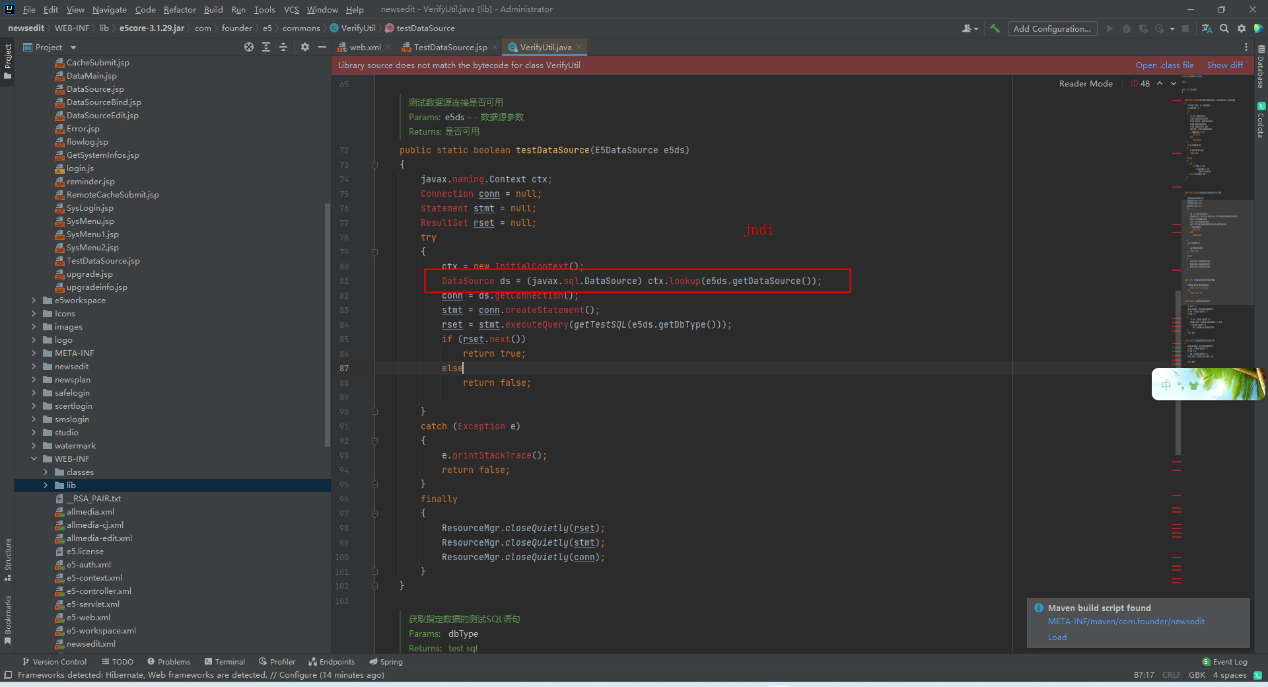 File Edit View Navigate Code Refactor Build Run Tools VCS Window Help newsedit - VerifyUtil.java [lib] - Administrator
newsedit WEB-INF lib eScore-3.1.29.jar com founder e5 commons VerifyUtil testDataSource
Add Configuration...
Project
web.xml TestDataSource.jsp VerifyUtil.java
Library source does not match the bytecode for class VerifyUtil Open .class file Show diff
Reader Mode 48
Project
Structure
Bookmarks
Database
Codota
CacheSubmit.jsp
DataMain.jsp
DataSource.jsp
DataSourceBind.jsp
DataSourceEdit.jsp
Error.jsp
flowlog.jsp
GetSystemInfos.jsp
login.js
reminder.jsp
RemoteCacheSubmit.jsp
SysLogin.jsp
SysMenu.jsp
SysMenu1.jsp
SysMenu2.jsp
TestDataSource.jsp
upgrade.jsp
upgradeinfo.jsp
e5workspace
Icons
images
logo
META-INF
newsedit
newsplan
safelogin
scertlogin
smslogin
studio
watermark
WEB-INF
classes
lib
__RSA_PAIR.txt
allmedia.xml
allmedia-cj.xml
allmedia-edit.xml
e5.license
e5-auth.xml
e5-context.xml
e5-controller.xml
e5-servlet.xml
e5-web.xml
e5-workspace.xml
newsedit.xml
65
测试数据源连接是否可用
Params: e5ds – - 数据源参数
Returns: 是否可用
72 public static boolean testDataSource(E5DataSource e5ds)
73 {
74 javax.naming.Context ctx;
75 Connection conn = null;
76 Statement stmt = null;
77 ResultSet rset = null;
78 try
79 {
80 ctx = new InitialContext();
81 DataSource ds = (javax.sql.DataSource) ctx.lookup(e5ds.getDataSource());
82 conn = ds.getConnection();
83 stmt = conn.createStatement();
84 rset = stmt.executeQuery(getTestSQL(e5ds.getDbType()));
85 if (rset.next())
86 return true;
87 else
88 return false;
89
90 }
91 catch (Exception e)
92 {
93 e.printStackTrace();
94 return false;
95 }
96 finally
97 {
98 ResourceMgr.closeQuietly(rset);
99 ResourceMgr.closeQuietly(stmt);
100 ResourceMgr.closeQuietly(conn);
101 }
102 }
103
获取指定数据的测试SQL语句
Params: dbType
Returns: test sql
jndi
中 °,
Maven build script found
META-INF/maven/com.founder/newsedit
Load
Version Control TODO Problems Terminal Profiler Endpoints Spring Event Log
Frameworks detected: Hibernate, Web frameworks are detected. // Configure (14 minutes ago) 87:17 CRLF GBK 4 spaces